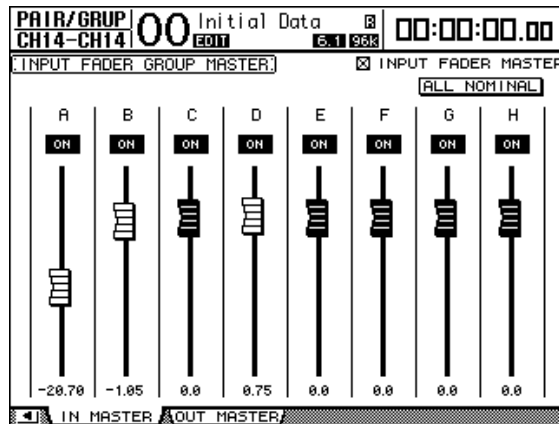 PAIR/GRUP
CH14-CH14
00 Initial Data R
EDIT 6.1 96k
00:00:00.00
INPUT FADER GROUP MASTER
INPUT FADER MASTER
ALL NOMINAL
A B C D E F G H
ON ON ON ON ON ON ON ON
-20.70 -1.05 0.0 0.75 0.0 0.0 0.0 0.0
IN MASTER OUT MASTER